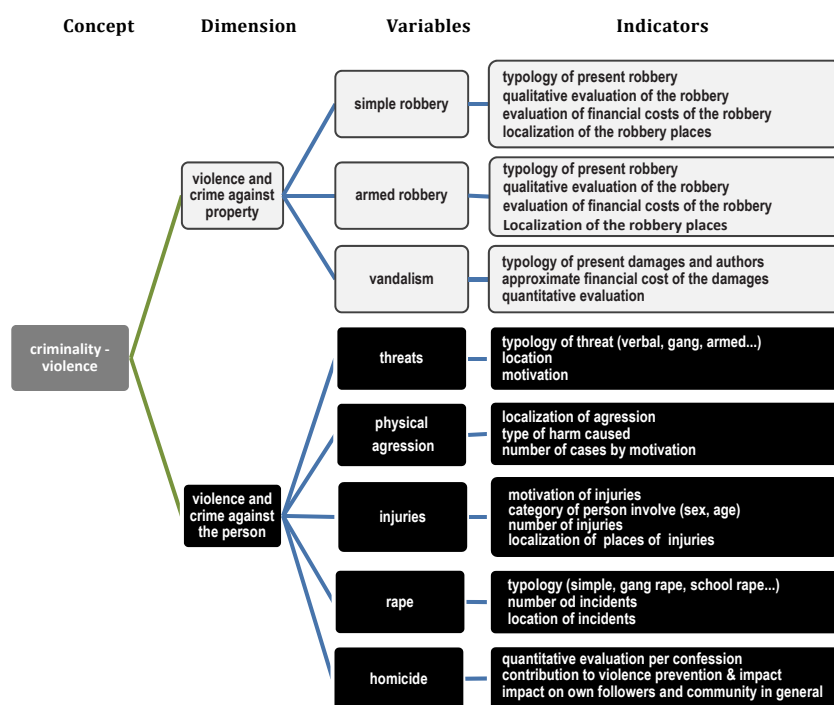 Concept Dimension Variables Indicators
simple robbery
typology of present robbery
qualitative evaluation of the robbery
evaluation of financial costs of the robbery
localization of the robbery places
violence and
crime against
property
armed robbery
typology of present robbery
qualitative evaluation of the robbery
evaluation of financial costs of the robbery
Localization of the robbery places
vandalism
typology of present damages and authors
approximate financial cost of the damages
quantitative evaluation
criminality -
violence
threats
typology of threat (verbal, gang, armed...)
location
motivation
physical
agression
localization of agression
type of harm caused
number of cases by motivation
violence and
crime against
the person
injuries
motivation of injuries
category of person involve (sex, age)
number of injuries
localization of places of injuries
rape
typology (simple, gang rape, school rape...)
number od incidents
location of incidents
homicide
quantitative evaluation per confession
contribution to violence prevention & impact
impact on own followers and community in general